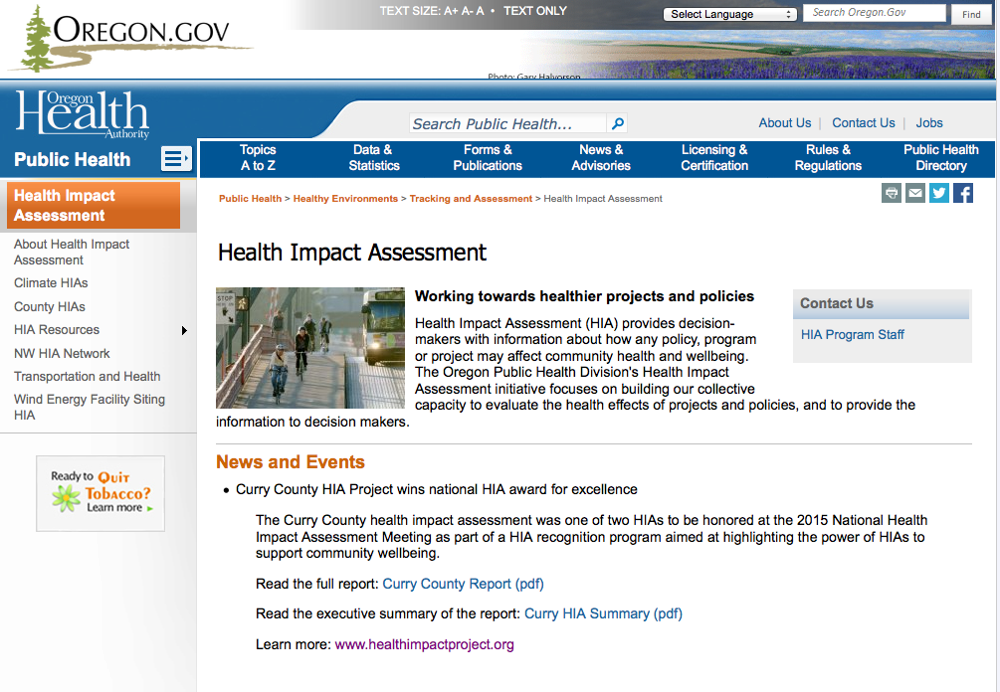 OREGON.GOV
TEXT SIZE: A+ A- A • TEXT ONLY
Select Language
Search Oregon.Gov
Find
Photo: Gary Halvorson
Oregon
Health
Authority
Public Health
Search Public Health...
About Us | Contact Us | Jobs
Topics
A to Z
Data &
Statistics
Forms &
Publications
News &
Advisories
Licensing &
Certification
Rules &
Regulations
Public Health
Directory
Health Impact
Assessment
About Health Impact
Assessment
Climate HIAs
County HIAs
HIA Resources
NW HIA Network
Transportation and Health
Wind Energy Facility Siting
HIA
Ready to Quit
Tobacco?
Learn more ►
Public Health > Healthy Environments > Tracking and Assessment > Health Impact Assessment
Health Impact Assessment
STOP
Working towards healthier projects and policies
Health Impact Assessment (HIA) provides decision-
makers with information about how any policy, program
or project may affect community health and wellbeing.
The Oregon Public Health Division's Health Impact
Assessment initiative focuses on building our collective
capacity to evaluate the health effects of projects and policies, and to provide the
information to decision makers.
Contact Us
HIA Program Staff
News and Events
• Curry County HIA Project wins national HIA award for excellence
The Curry County health impact assessment was one of two HIAs to be honored at the 2015 National Health
Impact Assessment Meeting as part of a HIA recognition program aimed at highlighting the power of HIAs to
support community wellbeing.
Read the full report: Curry County Report (pdf)
Read the executive summary of the report: Curry HIA Summary (pdf)
Learn more: www.healthimpactproject.org